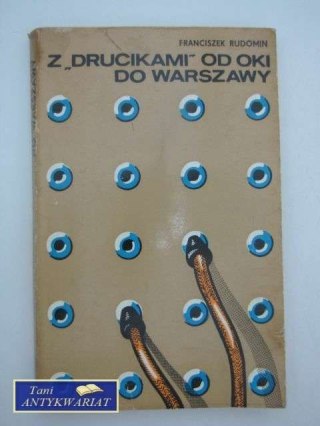 FRANCISZEK RUDOMIN
Z „DRUCIKAMI” OD OKI
DO WARSZAWY
Tani
ANTYKWARIAT